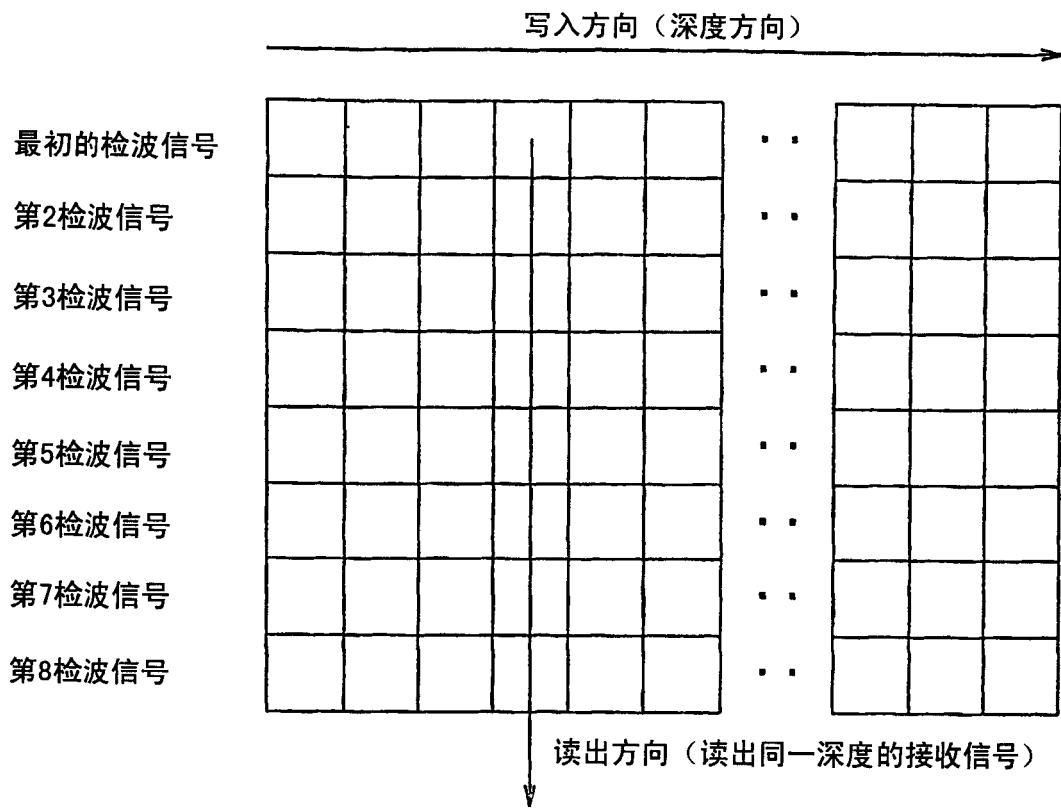 写入方向（深度方向）
最初的检波信号
第2检波信号
第3检波信号
第4检波信号
第5检波信号
第6检波信号
第7检波信号
第8检波信号
读出方向（读出同一深度的接收信号）